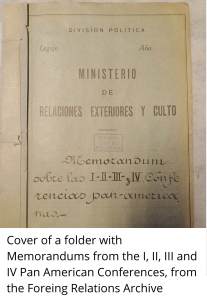 DIVISION POLITICA
Legajo Año
MINISTERIO
DE
RELACIONES EXTERIORES Y CULTO
Memorandum
sobre las I-II-III-y IV Confe
rencias pan-america
nas.-
Cover of a folder with
Memorandums from the I, II, III and
IV Pan American Conferences, from
the Foreing Relations Archive